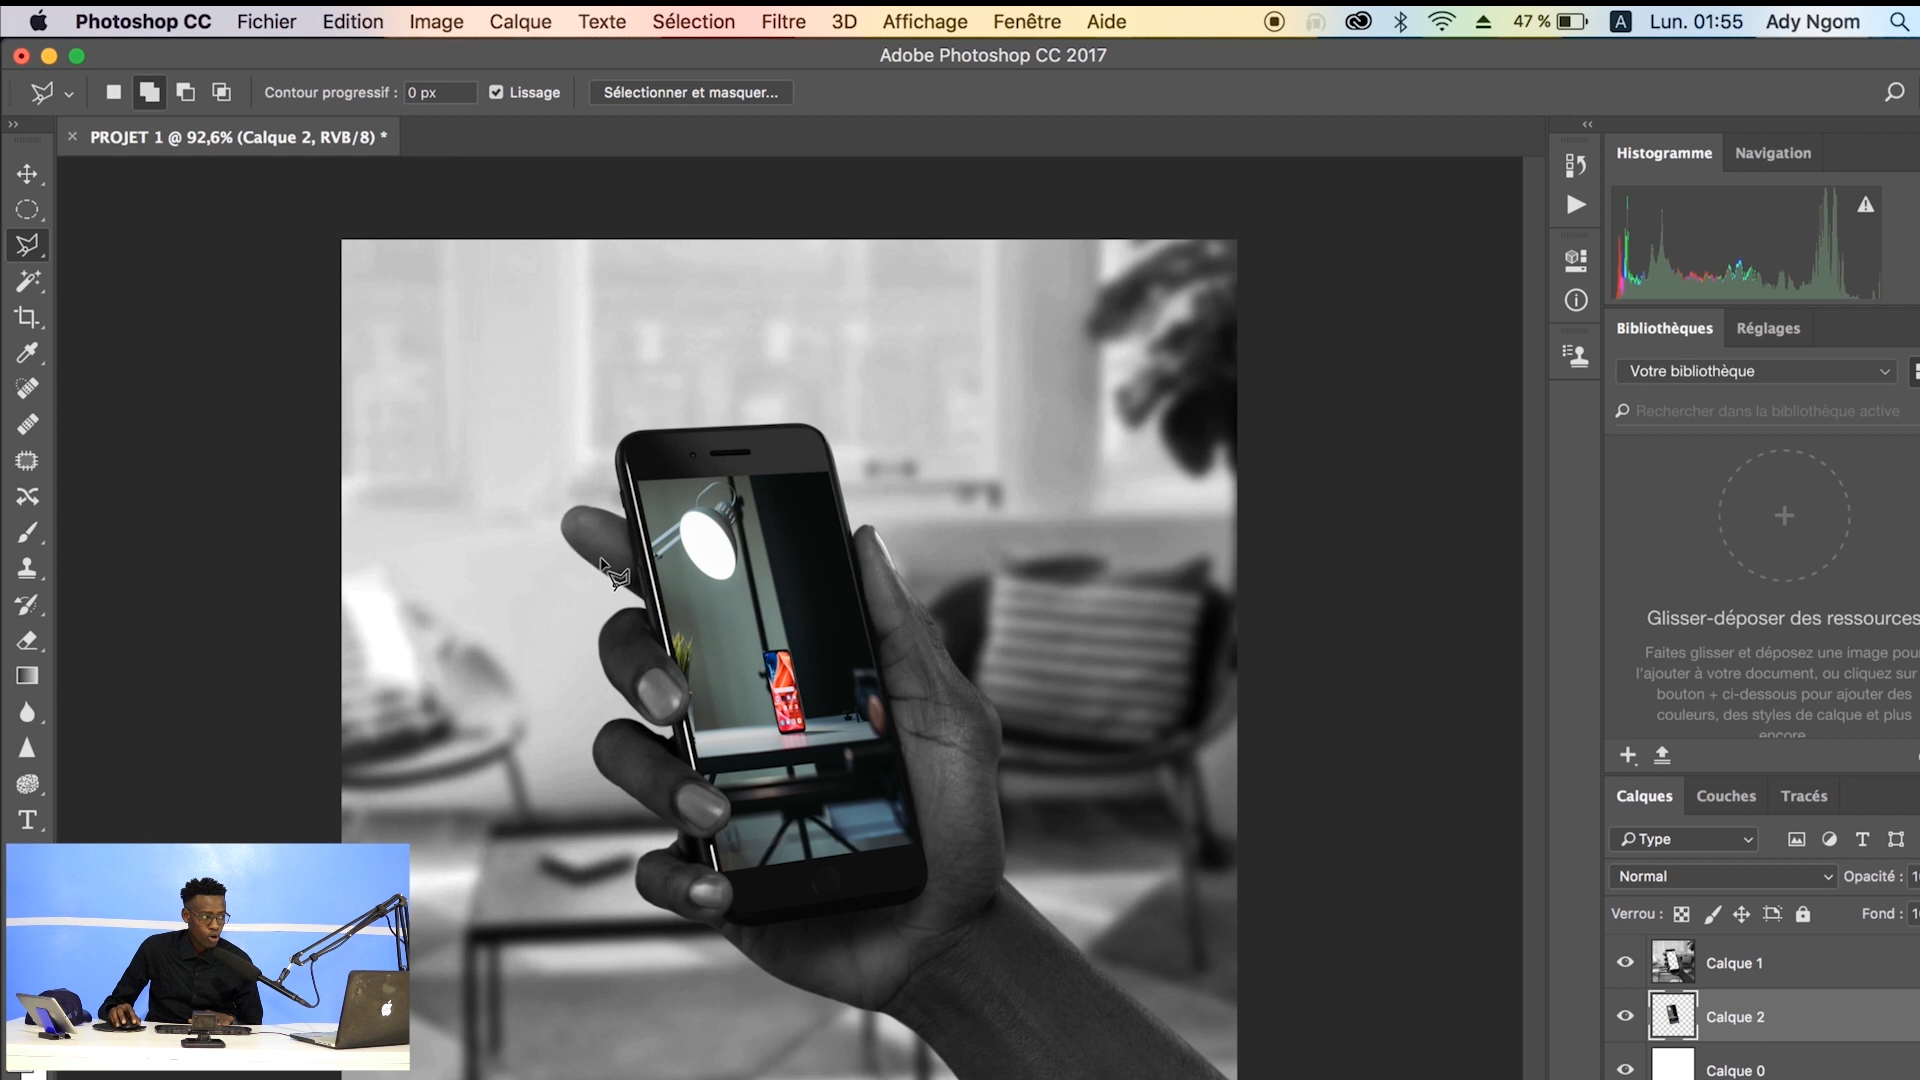 Photoshop CC Fichier Edition Image Calque Texte Sélection Filtre 3D Affichage Fenêtre Aide 47 % A Lun. 01:55 Ady Ngom
Adobe Photoshop CC 2017
Contour progressif : 0 px Lissage Sélectionner et masquer...
PROJET 1 @ 92,6% (Calque 2, RVB/8) *
Histogramme Navigation
Bibliothèques Réglages
Votre bibliothèque
Rechercher dans la bibliothèque active
Glisser-déposer des ressources
Faites glisser et déposez une image pour
l'ajouter à votre document, ou cliquez sur
bouton + ci-dessous pour ajouter des
couleurs, des styles de calque et plus
encore
Calques Couches Tracés
Type
Normal Opacité :
Verrou : Fond :
Calque 1
Calque 2
Calque 0